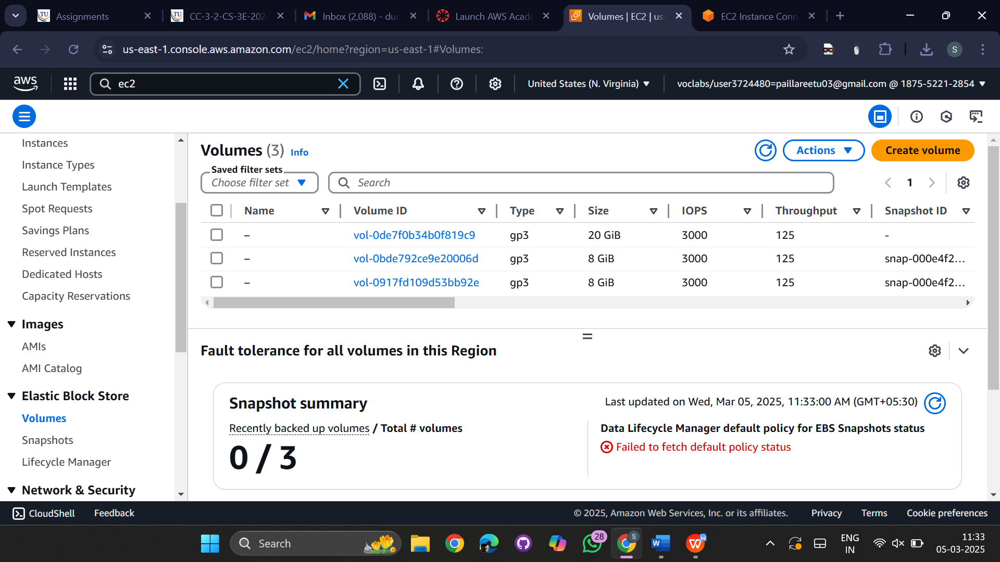 Assignments
CC-3-2-CS-3E-202
Inbox (2,088) - dud
Launch AWS Acade
Volumes | EC2 | us-
EC2 Instance Conn
us-east-1.console.aws.amazon.com/ec2/home?region=us-east-1#Volumes:
S
aws
ec2
United States (N. Virginia)
voclabs/user3724480=paillareetu03@gmail.com @ 1875-5221-2854
Instances
Instance Types
Launch Templates
Spot Requests
Savings Plans
Reserved Instances
Dedicated Hosts
Capacity Reservations
Images
AMIs
AMI Catalog
Elastic Block Store
Volumes
Snapshots
Lifecycle Manager
Network & Security
Volumes (3) Info
Actions
Create volume
Saved filter sets
Choose filter set
Search
1
Name Volume ID Type Size IOPS Throughput Snapshot ID
– vol-0de7f0b34b0f819c9 gp3 20 GiB 3000 125 -
– vol-0bde792ce9e20006d gp3 8 GiB 3000 125 snap-000e4f2...
– vol-0917fd109d53bb92e gp3 8 GiB 3000 125 snap-000e4f2...
Fault tolerance for all volumes in this Region
Snapshot summary
Last updated on Wed, Mar 05, 2025, 11:33:00 AM (GMT+05:30)
Recently backed up volumes / Total # volumes
0 / 3
Data Lifecycle Manager default policy for EBS Snapshots status
Failed to fetch default policy status
CloudShell
Feedback
© 2025, Amazon Web Services, Inc. or its affiliates.
Privacy
Terms
Cookie preferences
Search
28
S
ENG
IN
11:33
05-03-2025